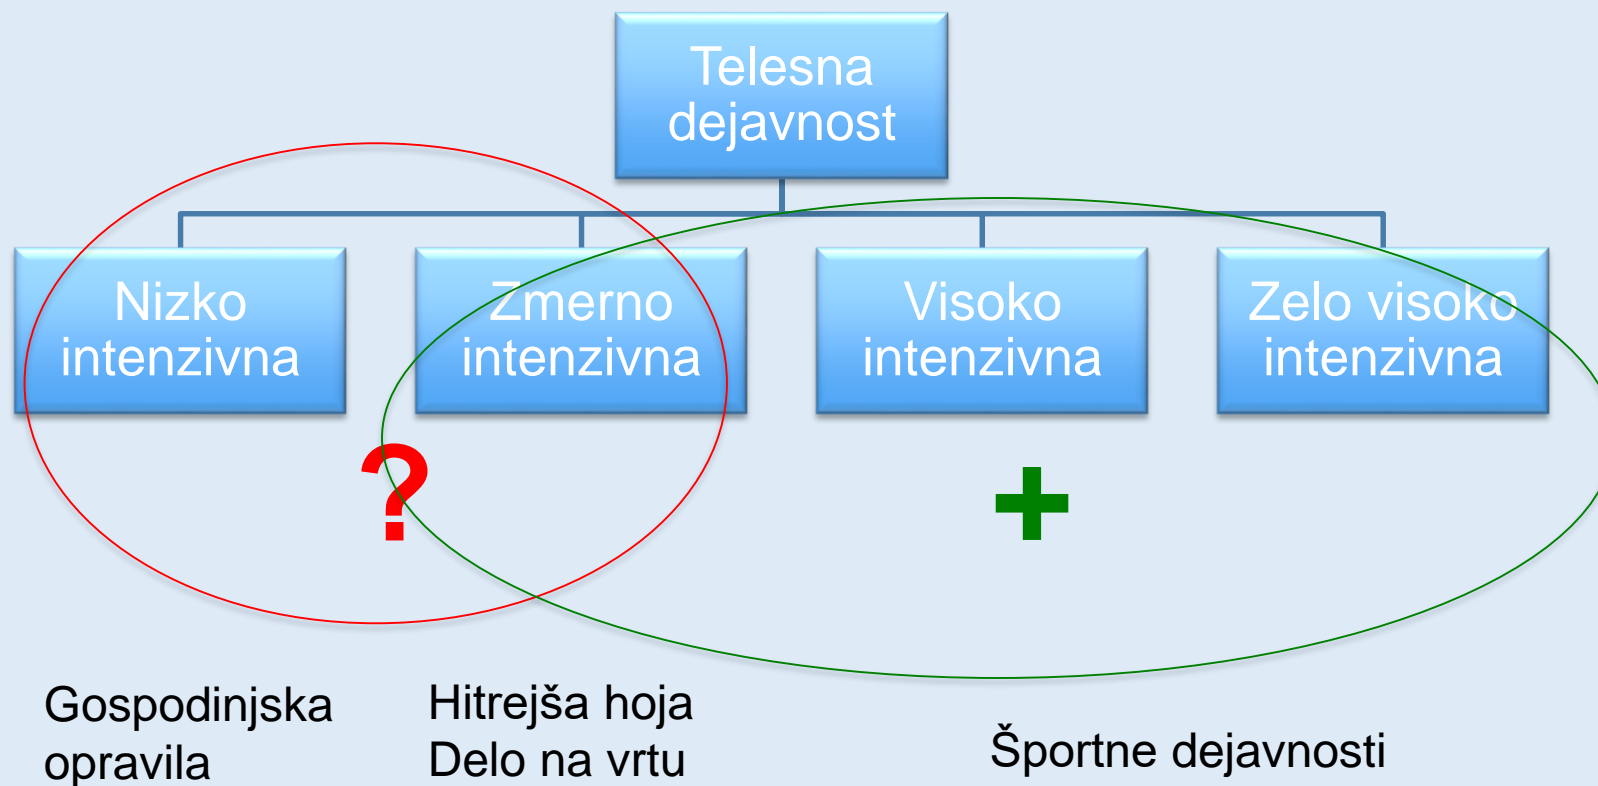 Telesna
dejavnost
Nizko
intenzivna
Zmerno
intenzivna
Visoko
intenzivna
Zelo visoko
intenzivna
?
+
Gospodinjska
opravila
Hitrejša hoja
Delo na vrtu
Športne dejavnosti